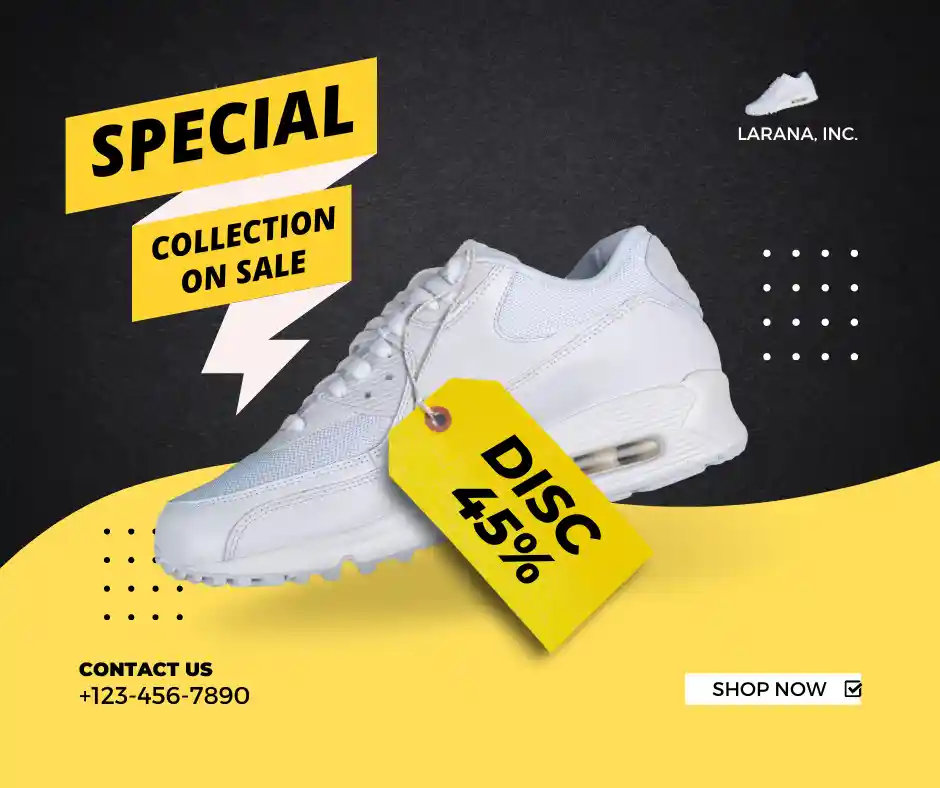 SPECIAL
LARANA, INC.
COLLECTION
ON SALE
DISC
45%
CONTACT US
+123-456-7890
SHOP NOW